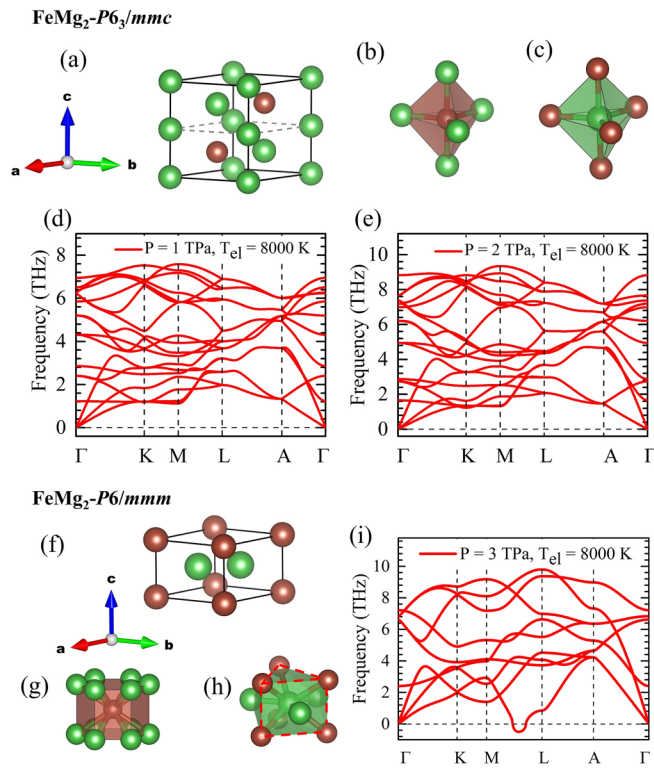 FeMg₂-P6₃/mmc
(a)
(b)
(c)
c
a
b
(d)
P = 1 TPa, Tₑₗ = 8000 K
Frequency (THz)
8
6
4
2
0
Γ K M L A Γ
(e)
P = 2 TPa, Tₑₗ = 8000 K
Frequency (THz)
10
8
6
4
2
0
Γ K M L A Γ
FeMg₂-P6/mmm
(f)
c
a
b
(g)
(h)
(i)
P = 3 TPa, Tₑₗ = 8000 K
Frequency (THz)
10
8
6
4
2
0
Γ K M L A Γ